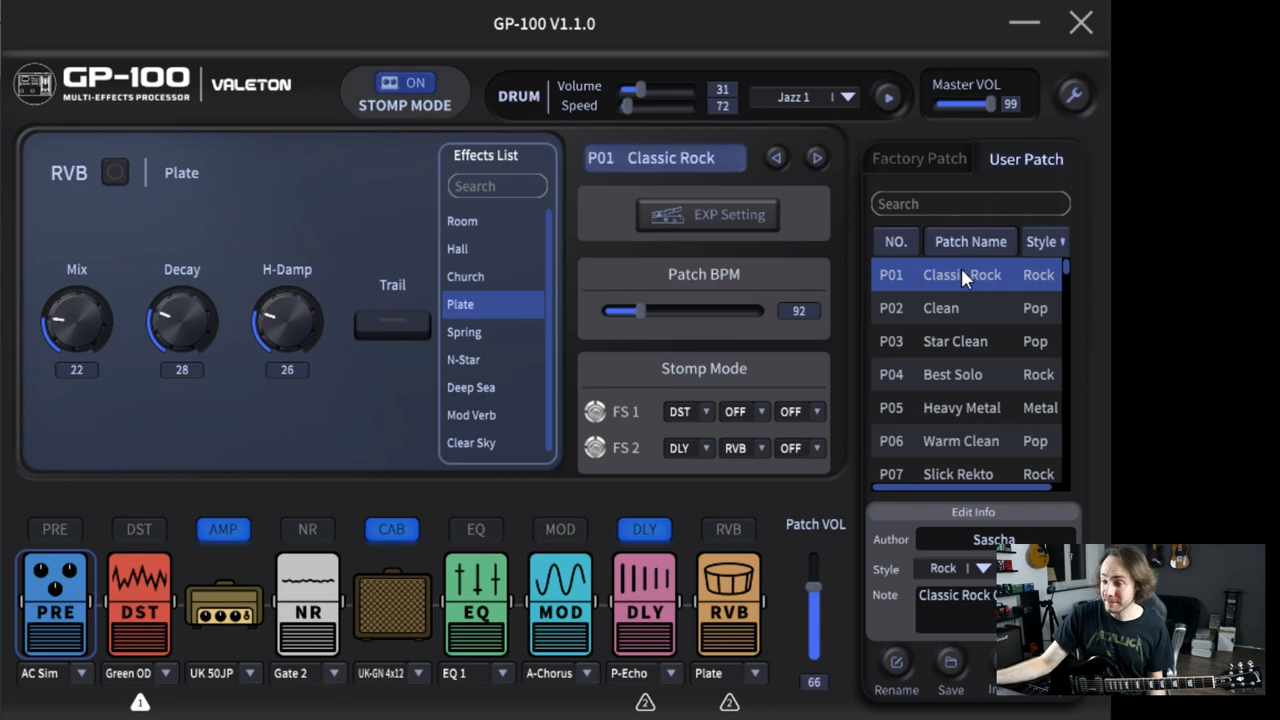 GP-100 V1.1.0
GP-100
MULTI-EFFECTS PROCESSOR
VALETON
ON
STOMP MODE
DRUM
Volume
31
Speed
72
Jazz 1
Master VOL
99
RVB
Plate
Mix
Decay
H-Damp
Trail
22
28
26
Effects List
Search
Room
Hall
Church
Plate
Spring
N-Star
Deep Sea
Mod Verb
Clear Sky
P01 Classic Rock
EXP Setting
Patch BPM
92
Stomp Mode
FS 1 DST OFF OFF
FS 2 DLY RVB OFF
Factory Patch
User Patch
Search
NO. Patch Name Style
P01 Classic Rock Rock
P02 Clean Pop
P03 Star Clean Pop
P04 Best Solo Rock
P05 Heavy Metal Metal
P06 Warm Clean Pop
P07 Slick Rekto Rock
Edit Info
Author Sascha
Style Rock
Note Classic Rock
Rename
Save
PRE DST AMP NR CAB EQ MOD DLY RVB
Patch VOL
PRE DST NR EQ MOD DLY RVB
AC Sim Green OD UK 50JP Gate 2 UK-GN 4x12 EQ 1 A-Chorus P-Echo Plate
66
1 2 2
METALLICA